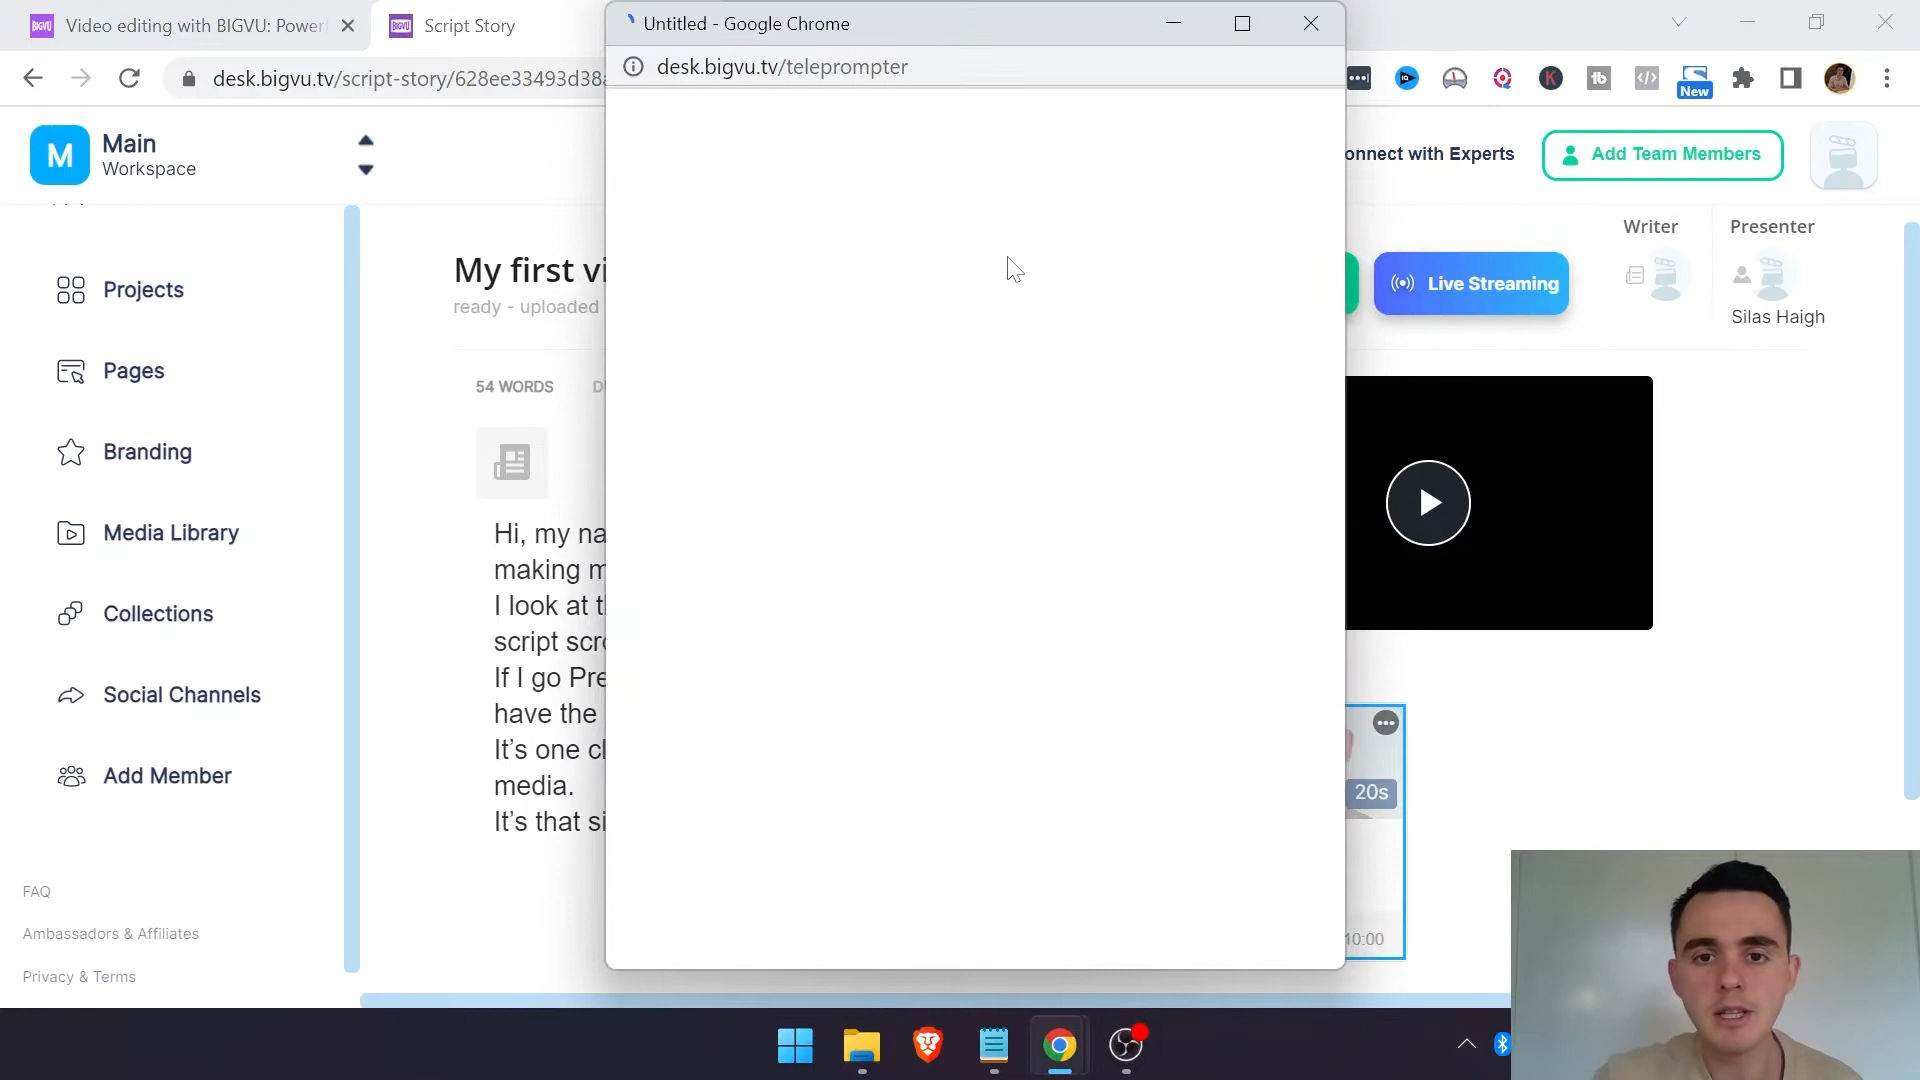 Video editing with BIGVU: Powerf
Script Story
Untitled - Google Chrome
desk.bigvu.tv/script-story/628ee33493d38a
desk.bigvu.tv/teleprompter
New
M
Main
Workspace
onnect with Experts
Add Team Members
Projects
Pages
Branding
Media Library
Collections
Social Channels
Add Member
FAQ
Ambassadors & Affiliates
Privacy & Terms
My first vi
ready - uploaded
Live Streaming
Writer
Presenter
Silas Haigh
54 WORDS
Hi, my na
making m
I look at t
script scr
If I go Pre
have the
It's one cl
media.
It's that si
20s
10:00